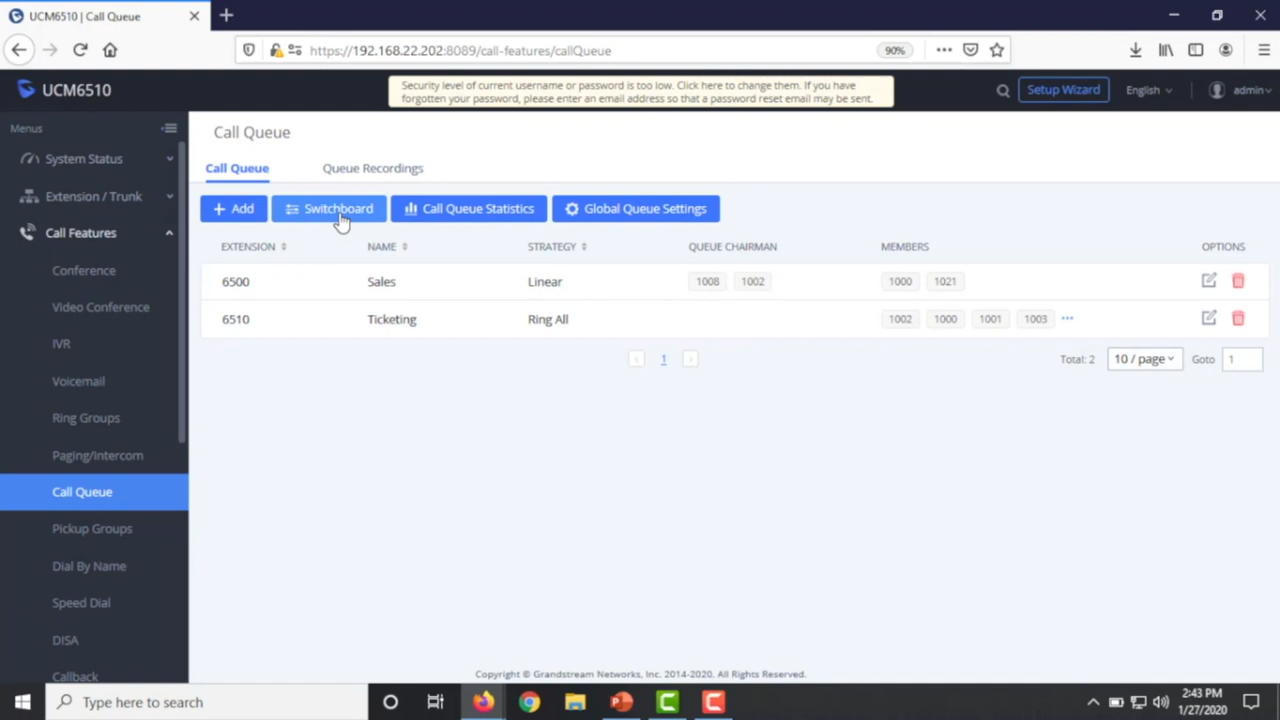 UCM6510 | Call Queue
https://192.168.22.202:8089/call-features/callQueue
90%
UCM6510
Security level of current username or password is too low. Click here to change them. If you have
forgotten your password, please enter an email address so that a password reset email may be sent.
Setup Wizard
English
admin
Menus
System Status
Extension / Trunk
Call Features
Conference
Video Conference
IVR
Voicemail
Ring Groups
Paging/Intercom
Call Queue
Pickup Groups
Dial By Name
Speed Dial
DISA
Callback
Call Queue
Call Queue Queue Recordings
+ Add Switchboard Call Queue Statistics Global Queue Settings
EXTENSION NAME STRATEGY QUEUE CHAIRMAN MEMBERS OPTIONS
6500 Sales Linear 1008 1002 1000 1021
6510 Ticketing Ring All 1002 1000 1001 1003 ...
< 1 > Total: 2 10 / page Goto 1
Copyright © Grandstream Networks, Inc. 2014-2020. All Rights Reserved.
Type here to search
2:43 PM
1/27/2020